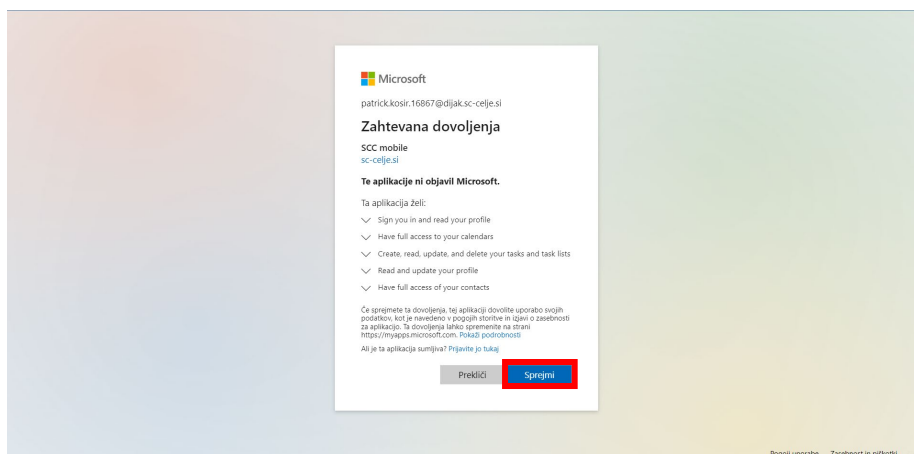 Microsoft
patrick.kosir.16867@dijak.sc-celje.si
Zahtevana dovoljenja
SCC mobile
sc-celje.si
Te aplikacije ni objavil Microsoft.
Ta aplikacija želi:
Sign you in and read your profile
Have full access to your calendars
Create, read, update, and delete your tasks and task lists
Read and update your profile
Have full access of your contacts
Če sprejmete ta dovoljenja, tej aplikaciji dovolite uporabo svojih
podatkov, kot je navedeno v pogojih storitve in izjavi o zasebnosti
za aplikacijo. Ta dovoljenja lahko spremenite na strani
https://myapps.microsoft.com. Pokaži podrobnosti
Ali je ta aplikacija sumljiva? Prijavite jo tukaj
Prekliči Sprejmi
Pogoji uporabe Zasebnost in piškotki